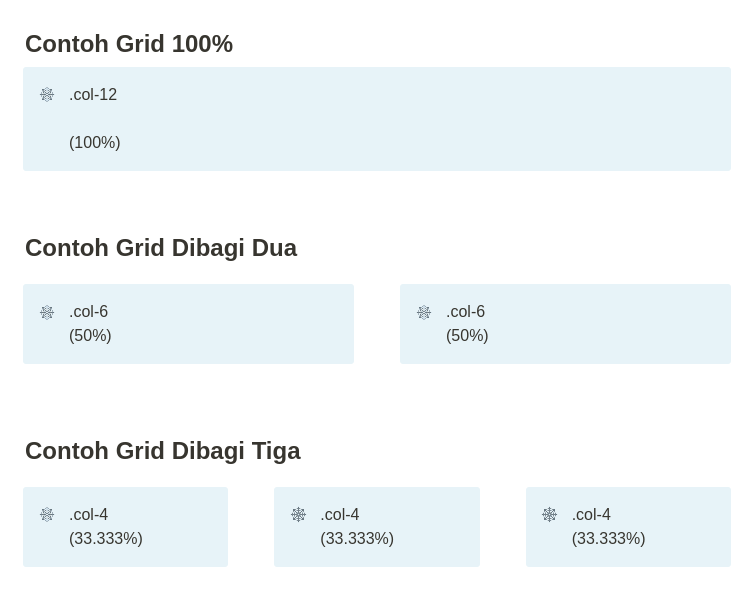 Contoh Grid 100%
.col-12
(100%)
Contoh Grid Dibagi Dua
.col-6
(50%)
.col-6
(50%)
Contoh Grid Dibagi Tiga
.col-4
(33.333%)
.col-4
(33.333%)
.col-4
(33.333%)